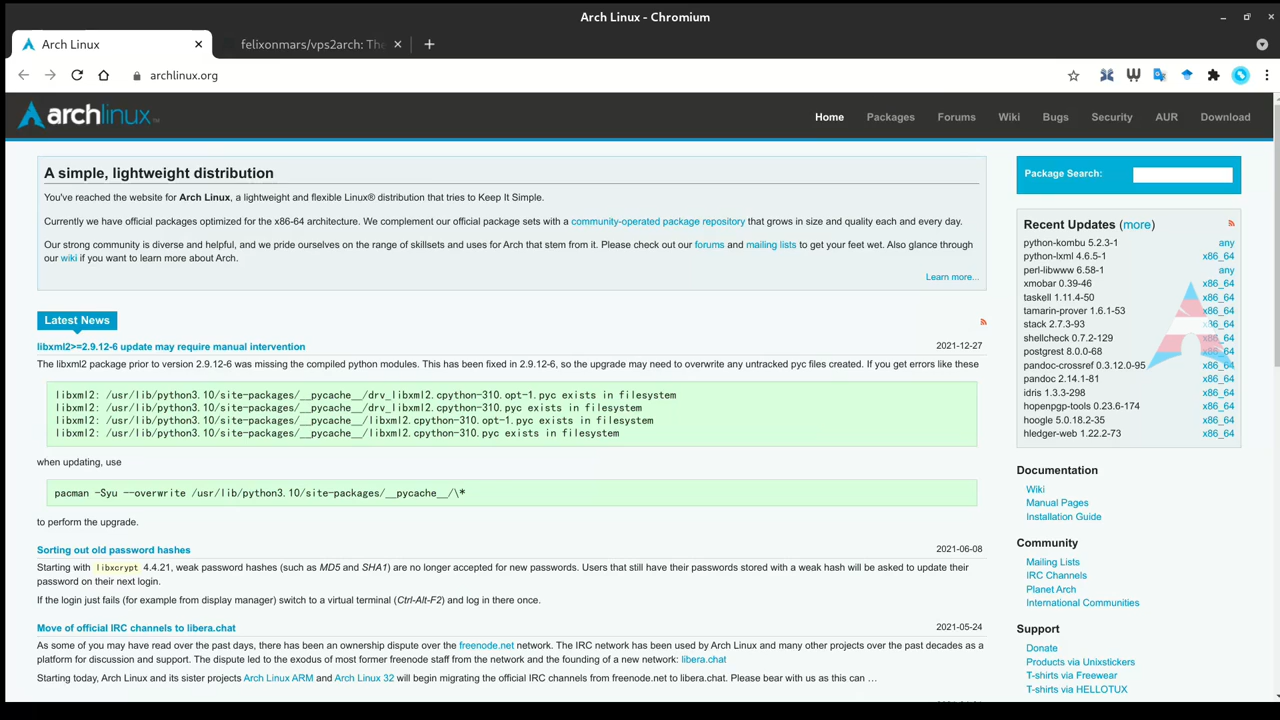 Arch Linux - Chromium
Arch Linux
felixonmars/vps2arch: The
archlinux.org
archlinux
Home Packages Forums Wiki Bugs Security AUR Download
A simple, lightweight distribution
You've reached the website for Arch Linux, a lightweight and flexible Linux® distribution that tries to Keep It Simple.
Currently we have official packages optimized for the x86-64 architecture. We complement our official package sets with a community-operated package repository that grows in size and quality each and every day.
Our strong community is diverse and helpful, and we pride ourselves on the range of skillsets and uses for Arch that stem from it. Please check out our forums and mailing lists to get your feet wet. Also glance through
our wiki if you want to learn more about Arch.
Learn more...
Latest News
libxml2>=2.9.12-6 update may require manual intervention 2021-12-27
The libxml2 package prior to version 2.9.12-6 was missing the compiled python modules. This has been fixed in 2.9.12-6, so the upgrade may need to overwrite any untracked pyc files created. If you get errors like these
libxml2: /usr/lib/python3.10/site-packages/__pycache__/drv_libxml2.cpython-310.opt-1.pyc exists in filesystem
libxml2: /usr/lib/python3.10/site-packages/__pycache__/drv_libxml2.cpython-310.pyc exists in filesystem
libxml2: /usr/lib/python3.10/site-packages/__pycache__/libxml2.cpython-310.opt-1.pyc exists in filesystem
libxml2: /usr/lib/python3.10/site-packages/__pycache__/libxml2.cpython-310.pyc exists in filesystem
when updating, use
pacman -Syu --overwrite /usr/lib/python3.10/site-packages/__pycache__/\*
to perform the upgrade.
Sorting out old password hashes 2021-06-08
Starting with libxcrypt 4.4.21, weak password hashes (such as MD5 and SHA1) are no longer accepted for new passwords. Users that still have their passwords stored with a weak hash will be asked to update their
password on their next login.
If the login just fails (for example from display manager) switch to a virtual terminal (Ctrl-Alt-F2) and log in there once.
Move of official IRC channels to libera.chat 2021-05-24
As some of you may have read over the past days, there has been an ownership dispute over the freenode.net network. The IRC network has been used by Arch Linux and many other projects over the past decades as a
platform for discussion and support. The dispute led to the exodus of most former freenode staff from the network and the founding of a new network: libera.chat
Starting today, Arch Linux and its sister projects Arch Linux ARM and Arch Linux 32 will begin migrating the official IRC channels from freenode.net to libera.chat. Please bear with us as this can …
Package Search:
Recent Updates (more)
python-kombu 5.2.3-1 any
python-lxml 4.6.5-1 x86_64
perl-libwww 6.58-1 any
xmobar 0.39-46 x86_64
taskell 1.11.4-50 x86_64
tamarin-prover 1.6.1-53 x86_64
stack 2.7.3-93 x86_64
shellcheck 0.7.2-129 x86_64
postgrest 8.0.0-68 x86_64
pandoc-crossref 0.3.12.0-95 x86_64
pandoc 2.14.1-81 x86_64
idris 1.3.3-298 x86_64
hopenpgp-tools 0.23.6-174 x86_64
hoogle 5.0.18.2-35 x86_64
hledger-web 1.22.2-73 x86_64
Documentation
Wiki
Manual Pages
Installation Guide
Community
Mailing Lists
IRC Channels
Planet Arch
International Communities
Support
Donate
Products via Unixstickers
T-shirts via Freewear
T-shirts via HELLOTUX